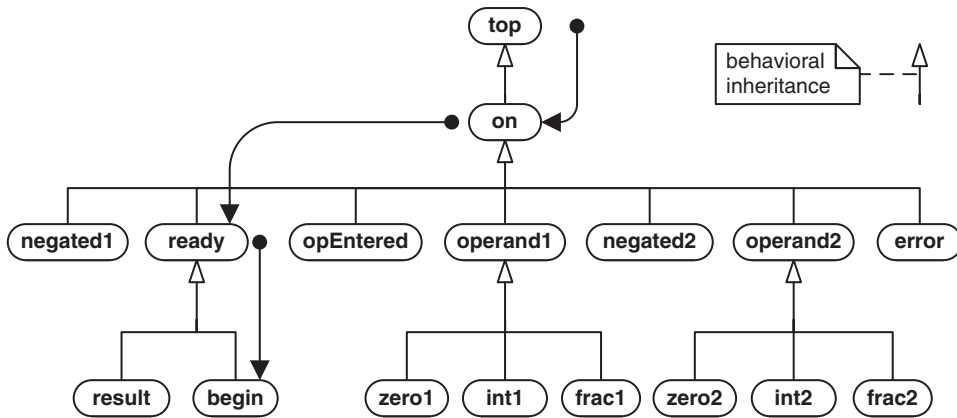 top
behavioral
inheritance
on
negated1 ready opEntered operand1 negated2 operand2 error
result begin zero1 int1 frac1 zero2 int2 frac2